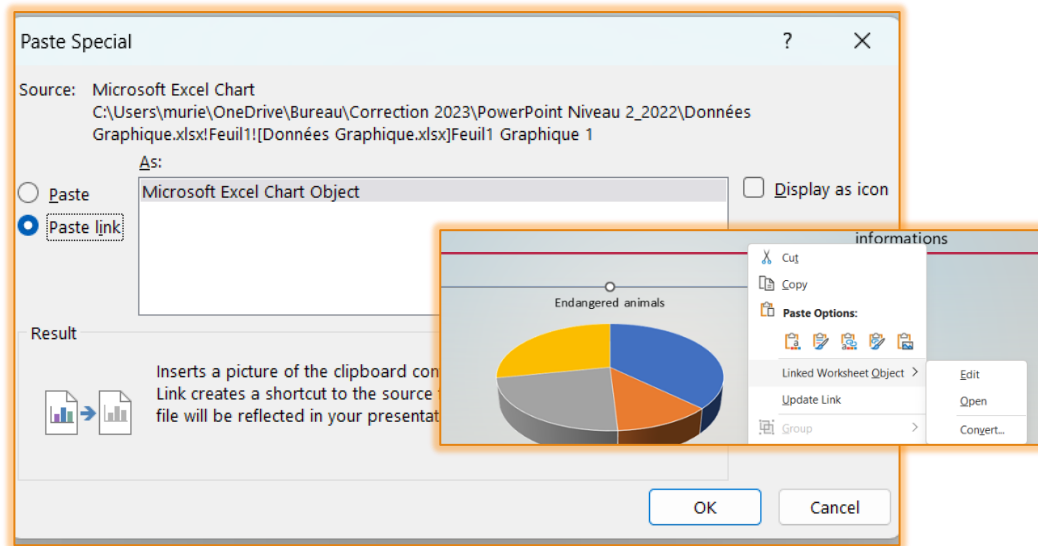 Paste Special
?
Source: Microsoft Excel Chart
C:\Users\murie\OneDrive\Bureau\Correction 2023\PowerPoint Niveau 2_2022\Données
Graphique.xlsx!Feuil1![Données Graphique.xlsx]Feuil1 Graphique 1
As:
Paste
Paste link
Microsoft Excel Chart Object
Display as icon
Result
Inserts a picture of the clipboard con
Link creates a shortcut to the source
file will be reflected in your presentat
OK
Cancel
informations
Endangered animals
Cut
Copy
Paste Options:
Linked Worksheet Object
Update Link
Group
Edit
Open
Convert...